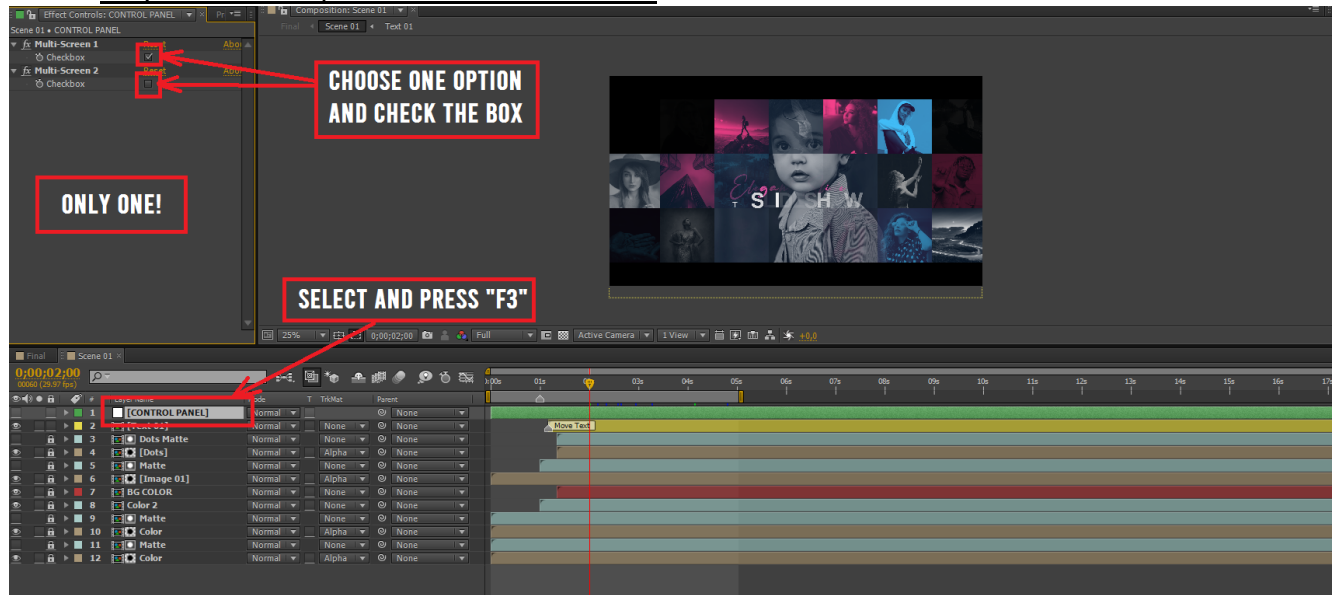 Effect Controls: CONTROL PANEL
Scene 01 • CONTROL PANEL
fx Multi-Screen 1 Reset
Checkbox
fx Multi-Screen 2 Reset
Checkbox
Composition: Scene 01
Final Scene 01 Text 01
CHOOSE ONE OPTION
AND CHECK THE BOX
ONLY ONE!
SELECT AND PRESS "F3"
25% 0;00;02;00 Full Active Camera 1 View +0,0
Final Scene 01
0;00;02;00
00060 (29.97 fps)
# Layer Name Mode T TrkMat Parent
01s 03s 04s 05s 06s 07s 08s 09s 10s 11s 12s 13s 14s 15s 16s
1 [CONTROL PANEL] Normal None
2 [Text 01] Normal None None
Move Text
3 Dots Matte Normal None None
4 [Dots] Normal Alpha None
5 Matte Normal None None
6 [Image 01] Normal Alpha None
7 BG COLOR Normal None None
8 Color 2 Normal None None
9 Matte Normal None None
10 Color Normal Alpha None
11 Matte Normal None None
12 Color Normal Alpha None